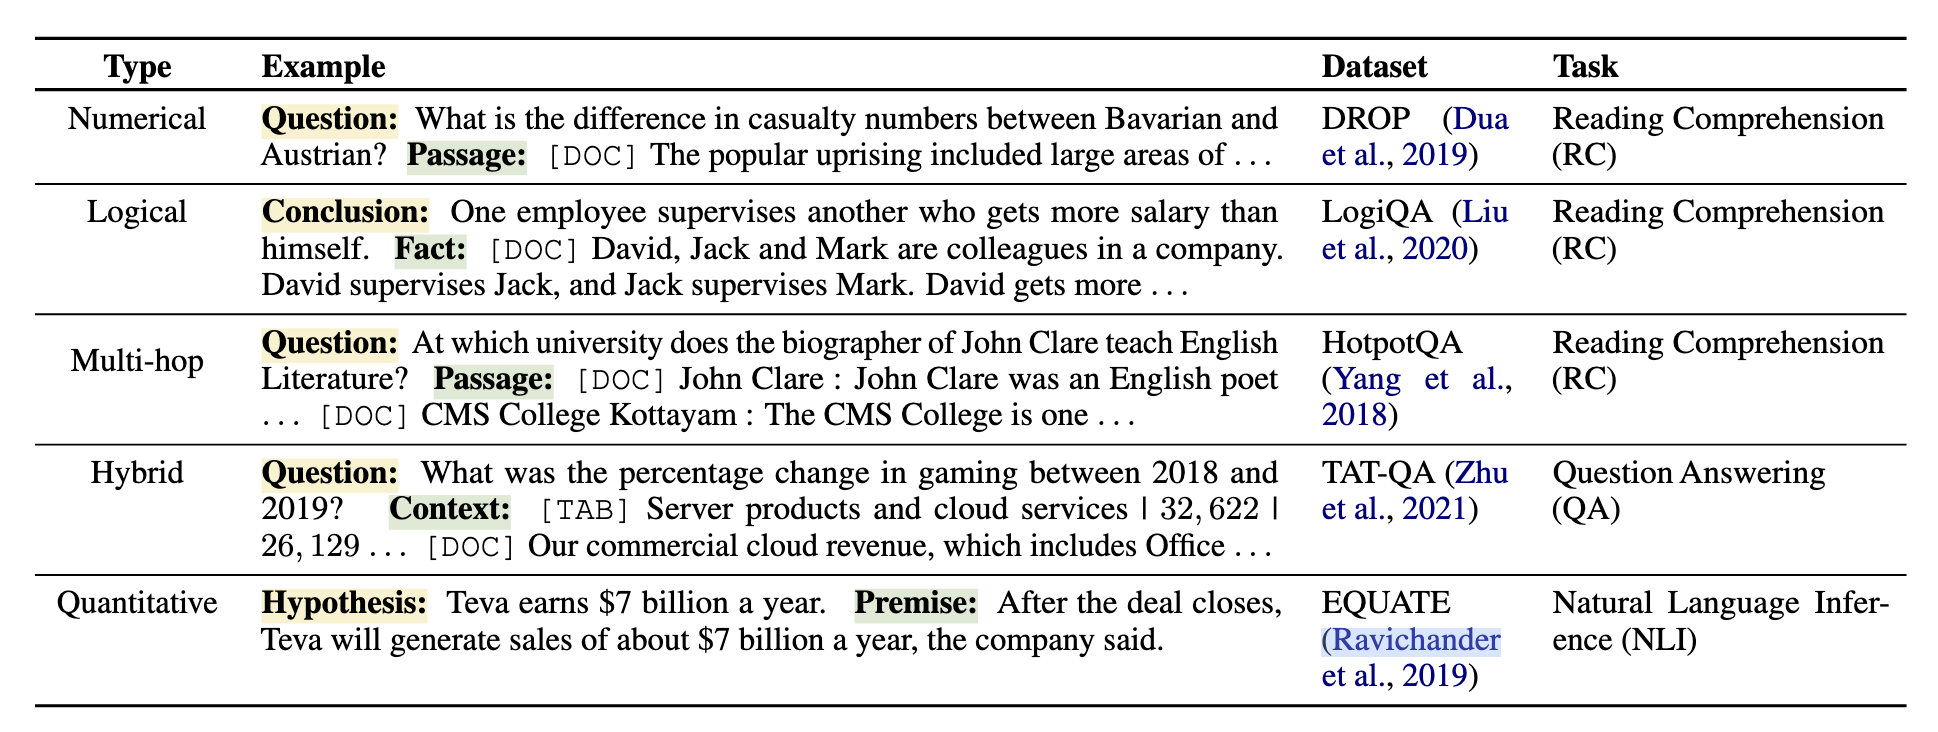 Type Example Dataset Task
Numerical Question: What is the difference in casualty numbers between Bavarian and DROP (Dua Reading Comprehension
Austrian? Passage: [DOC] The popular uprising included large areas of ... et al., 2019) (RC)
Logical Conclusion: One employee supervises another who gets more salary than LogiQA (Liu Reading Comprehension
himself. Fact: [DOC] David, Jack and Mark are colleagues in a company. et al., 2020) (RC)
David supervises Jack, and Jack supervises Mark. David gets more ...
Multi-hop Question: At which university does the biographer of John Clare teach English HotpotQA Reading Comprehension
Literature? Passage: [DOC] John Clare : John Clare was an English poet (Yang et al., (RC)
... [DOC] CMS College Kottayam : The CMS College is one ... 2018)
Hybrid Question: What was the percentage change in gaming between 2018 and TAT-QA (Zhu Question Answering
2019? Context: [TAB] Server products and cloud services | 32, 622 | et al., 2021) (QA)
26, 129 ... [DOC] Our commercial cloud revenue, which includes Office ...
Quantitative Hypothesis: Teva earns $7 billion a year. Premise: After the deal closes, EQUATE Natural Language Infer-
Teva will generate sales of about $7 billion a year, the company said. (Ravichander ence (NLI)
et al., 2019)